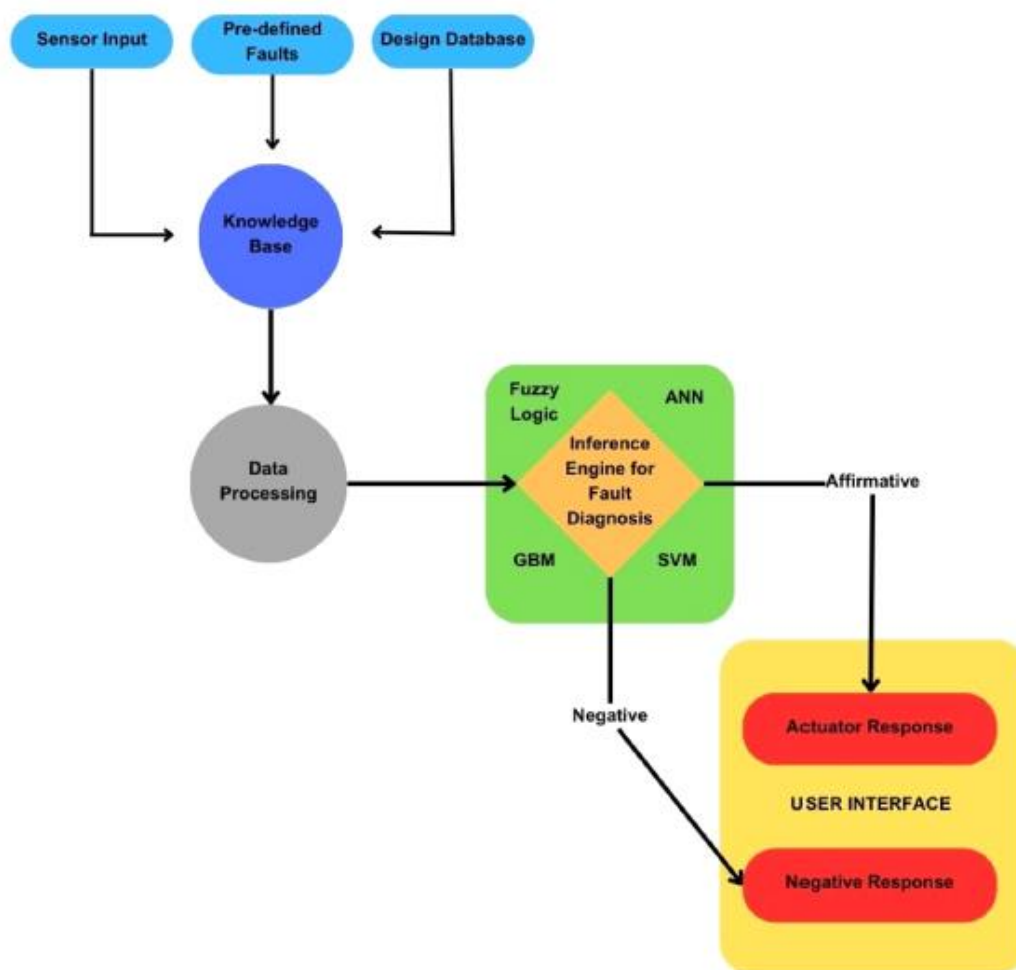 Sensor Input
Pre-defined
Faults
Design Database
Knowledge
Base
Data
Processing
Fuzzy
Logic
ANN
Inference
Engine for
Fault
Diagnosis
GBM
SVM
Affirmative
Negative
Actuator Response
USER INTERFACE
Negative Response